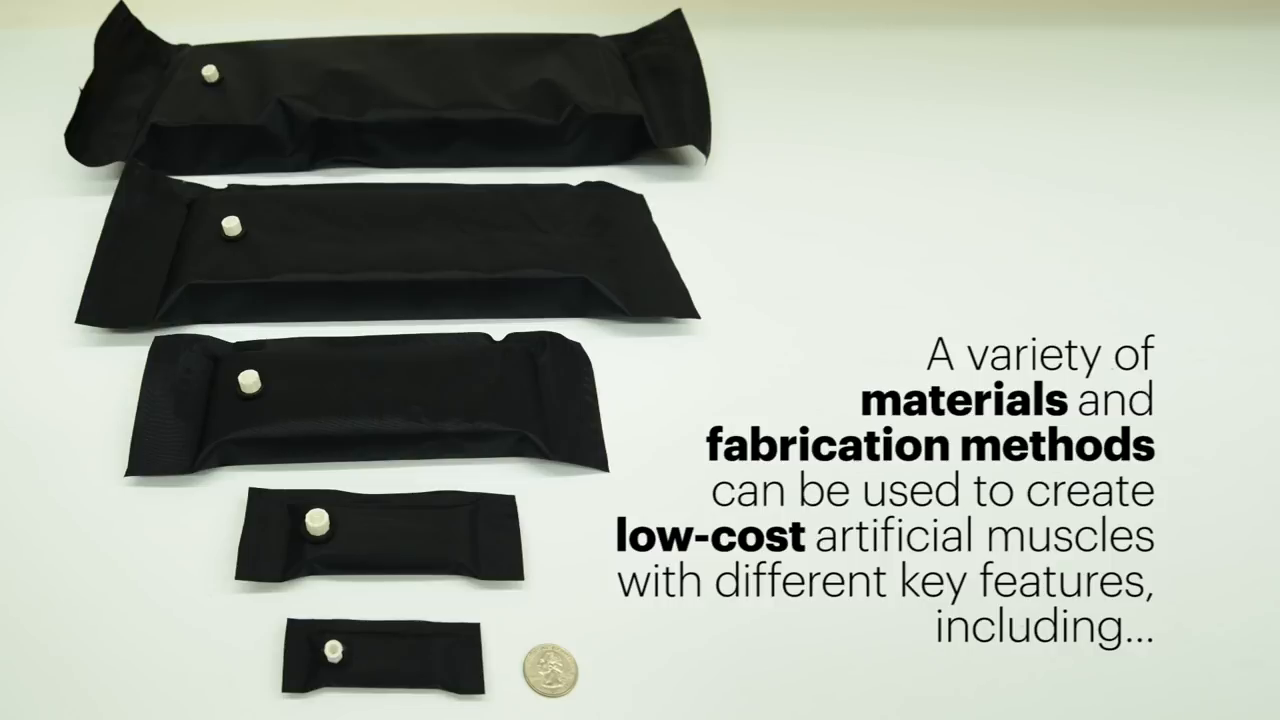 A variety of
materials and
fabrication methods
can be used to create
low-cost artificial muscles
with different key features,
including...